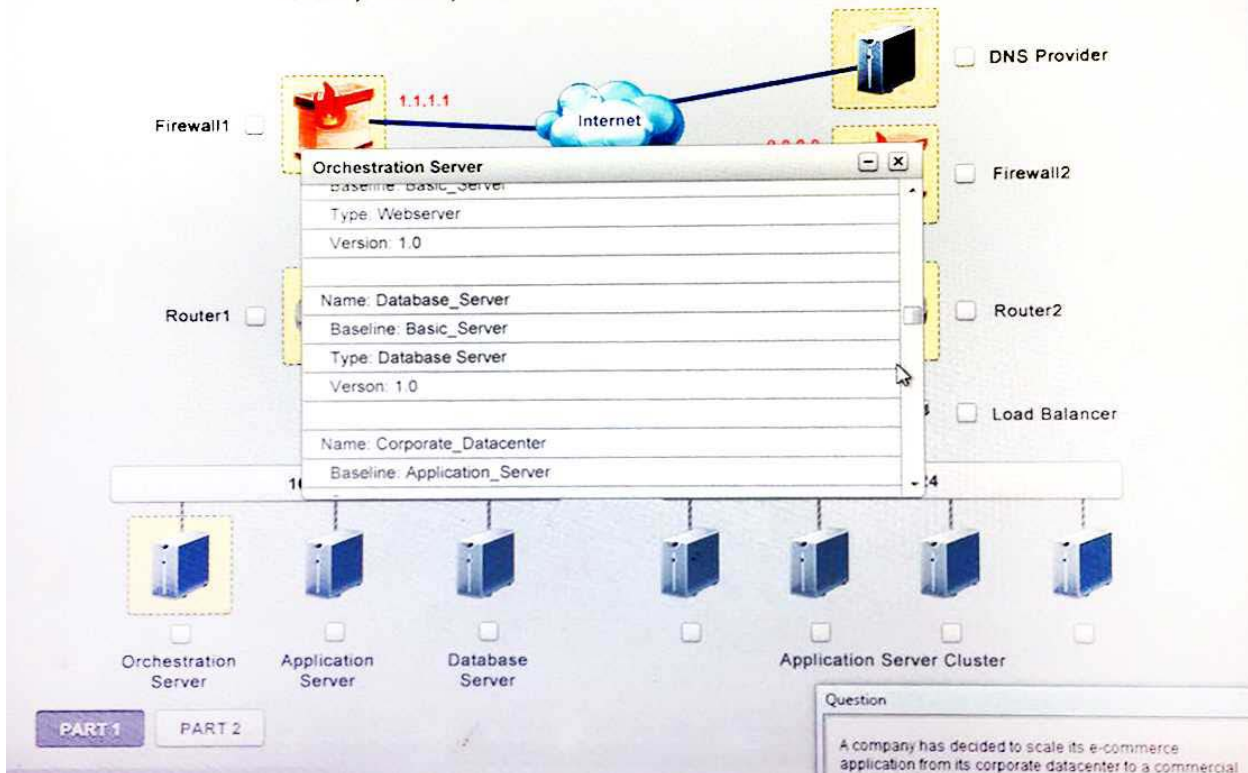 DNS Provider
1.1.1.1
Internet
Firewall1
Orchestration Server
Firewall2
Baseline: Basic_Server
Type: Webserver
Version: 1.0
Name: Database_Server
Router1
Router2
Baseline: Basic_Server
Type: Database Server
Verson: 1.0
Load Balancer
Name: Corporate_Datacenter
Baseline: Application_Server
Orchestration
Server
Application
Server
Database
Server
Application Server Cluster
Question
PART 1
PART 2
A company has decided to scale its e-commerce
application from its corporate datacenter to a commercial